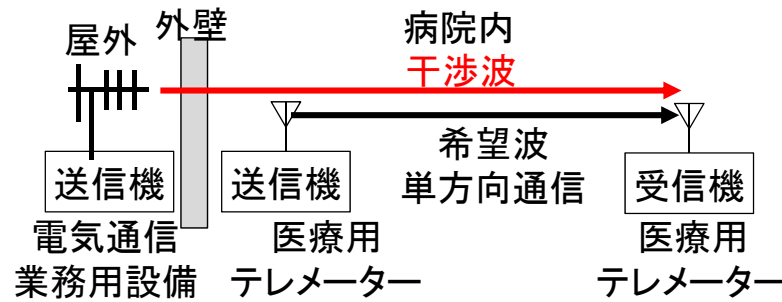 屋外
外壁
病院内
干渉波
希望波
単方向通信
送信機
送信機
受信機
電気通信
業務用設備
医療用
テレメーター
医療用
テレメーター